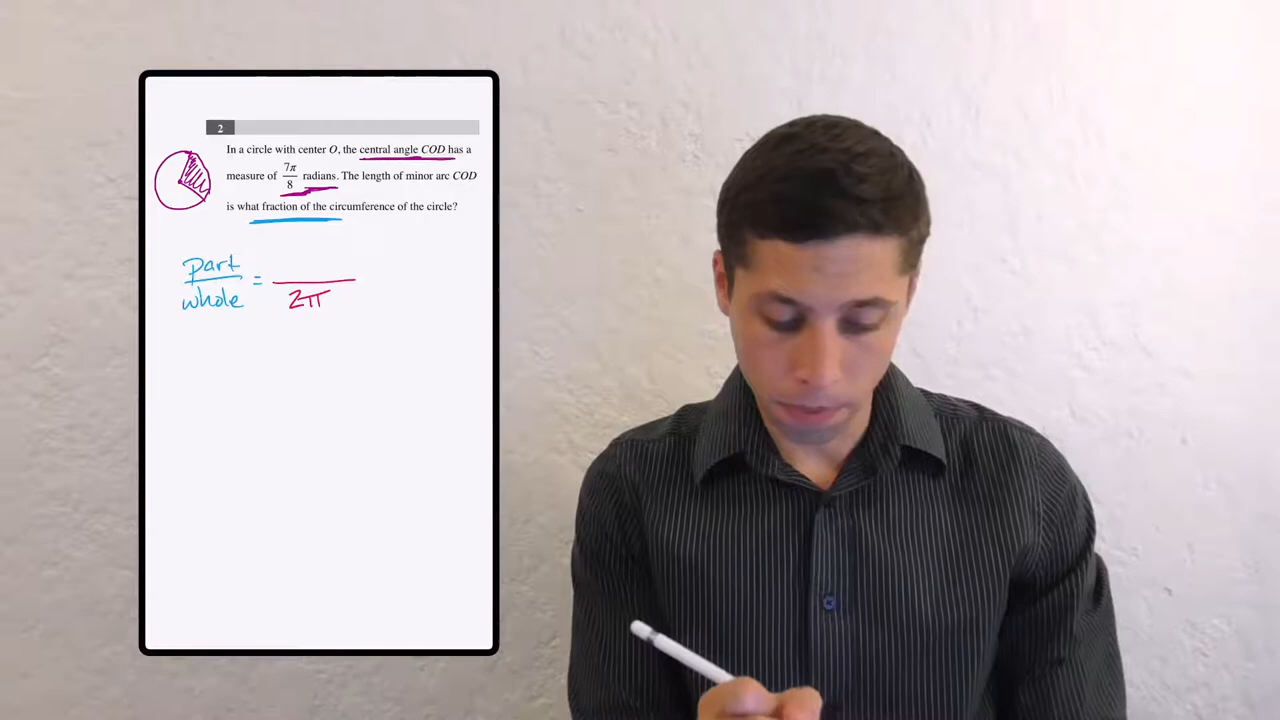 2
In a circle with center O, the central angle COD has a
measure of 7π/8 radians. The length of minor arc COD
is what fraction of the circumference of the circle?
part/whole = /2π